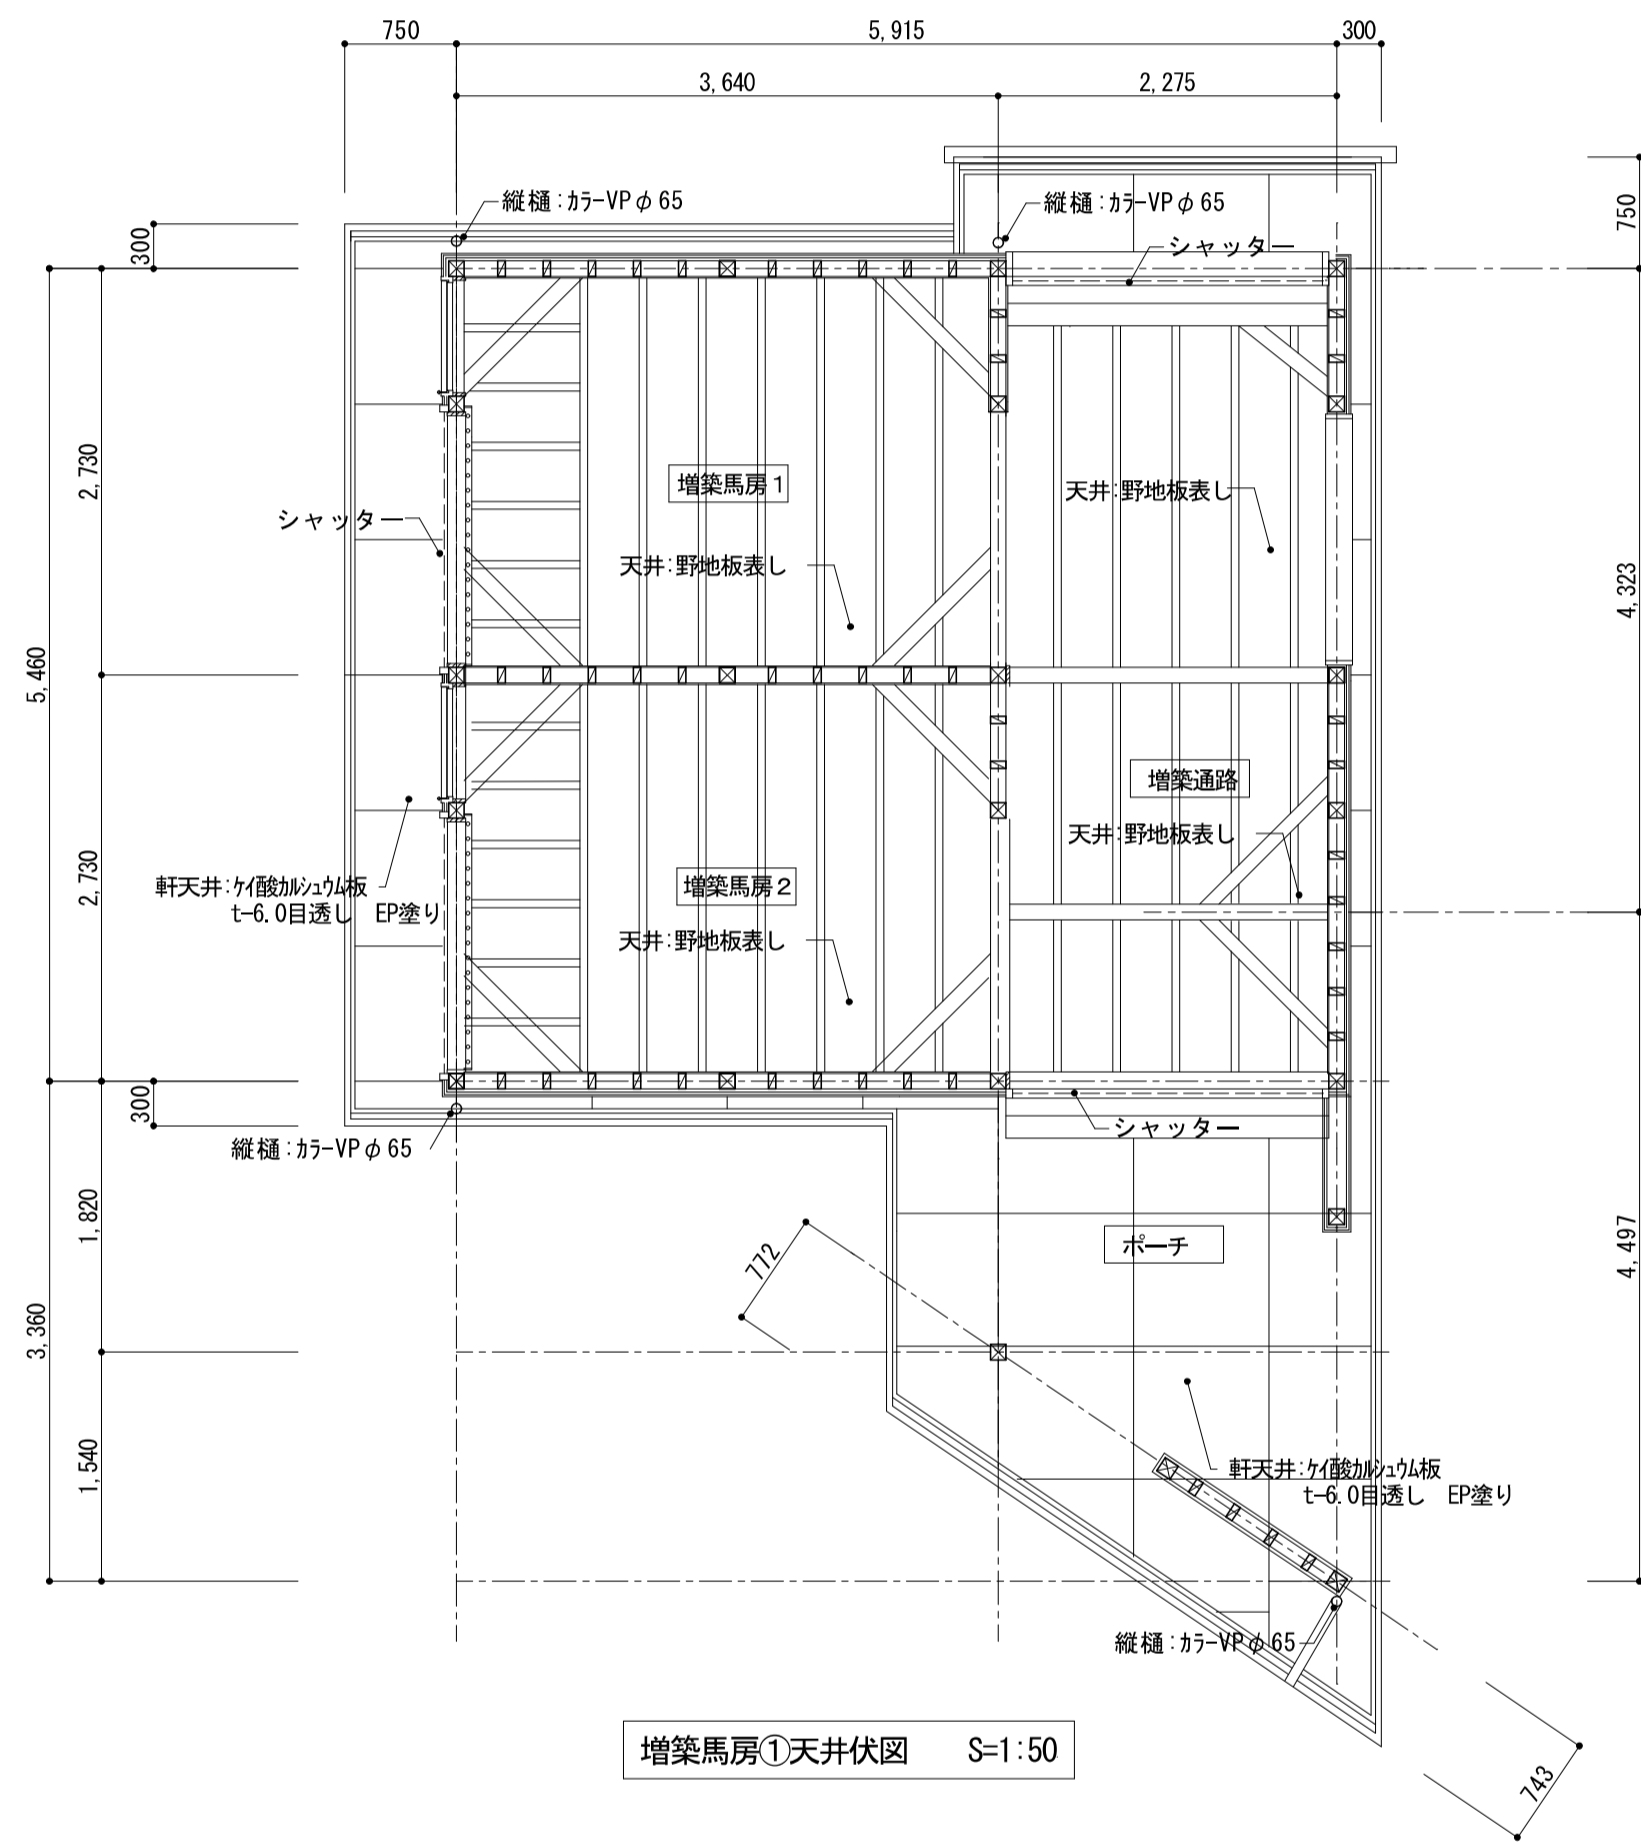 750
5,915
300
3,640
2,275
縦樋:ｶﾗｰVPφ65
縦樋:ｶﾗｰVPφ65
750
300
シャッター
2,730
増築馬房1
天井:野地板表し
シャッター
天井:野地板表し
4,323
5,460
増築通路
天井:野地板表し
2,730
増築馬房2
軒天井:ｹｲ酸ｶﾙｼｭｳﾑ板
t-6.0目透し EP塗り
天井:野地板表し
300
シャッター
縦樋:ｶﾗｰVPφ65
1,820
ポーチ
4,497
772
3,360
1,540
軒天井:ｹｲ酸ｶﾙｼｭｳﾑ板
t-6.0目透し EP塗り
縦樋:ｶﾗｰVPφ65
増築馬房①天井伏図 S=1:50
743